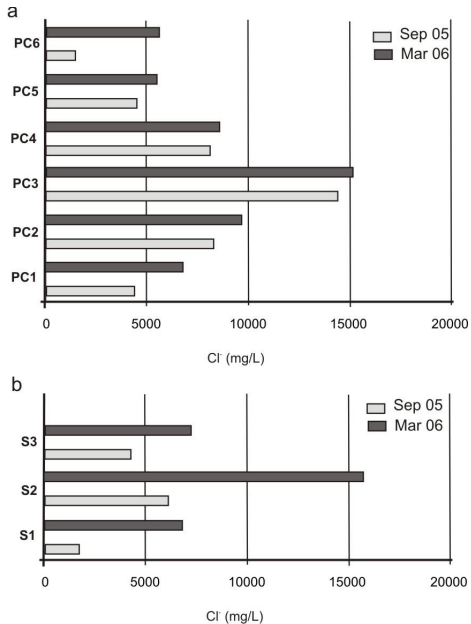 a
Sep 05
Mar 06
PC6
PC5
PC4
PC3
PC2
PC1
0 5000 10000 15000 20000
Cl⁻ (mg/L)
b
Sep 05
Mar 06
S3
S2
S1
0 5000 10000 15000 20000
Cl⁻ (mg/L)